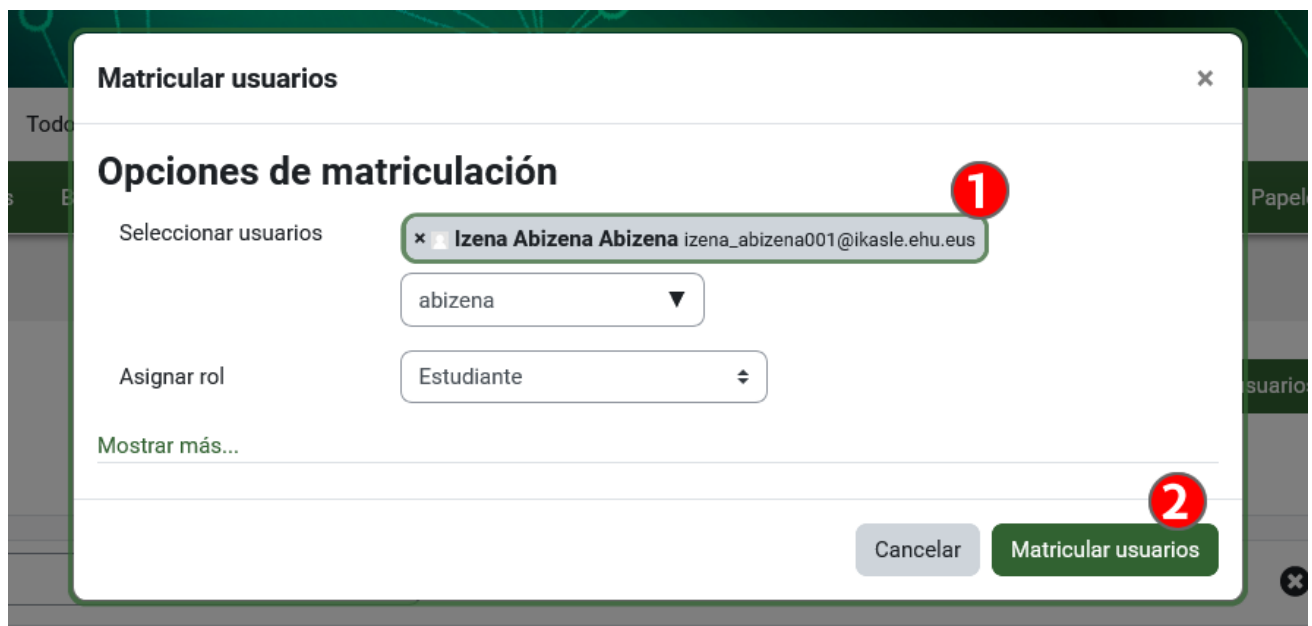 Matricular usuarios ×
Todo
Opciones de matriculación
1
Papel
Seleccionar usuarios
× Izena Abizena Abizena izena_abizena001@ikasle.ehu.eus
abizena ▼
Asignar rol
Estudiante
suario
Mostrar más...
2
Cancelar
Matricular usuarios